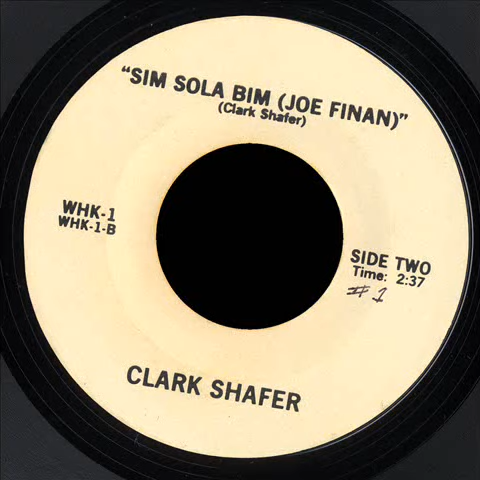 "SIM SOLA BIM (JOE FINAN)"
(Clark Shafer)
WHK-1
WHK-1-B
SIDE TWO
Time: 2:37
# 1
CLARK SHAFER